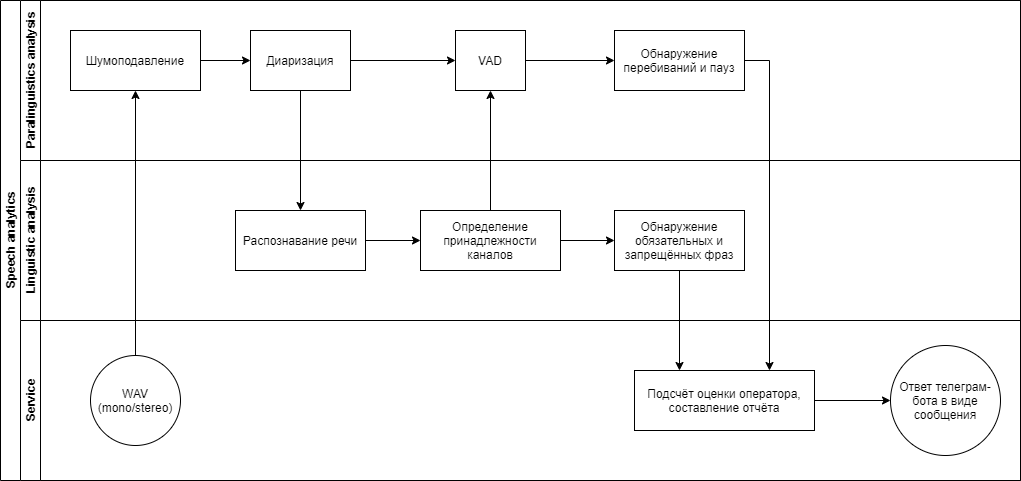 Speech analytics
Paralinguistics analysis
Шумоподавление
Диаризация
VAD
Обнаружение
перебиваний и пауз
Linguistic analysis
Распознавание речи
Определение
принадлежности
каналов
Обнаружение
обязательных и
запрещённых фраз
Service
WAV
(mono/stereo)
Подсчёт оценки оператора,
составление отчёта
Ответ телеграм-
бота в виде
сообщения